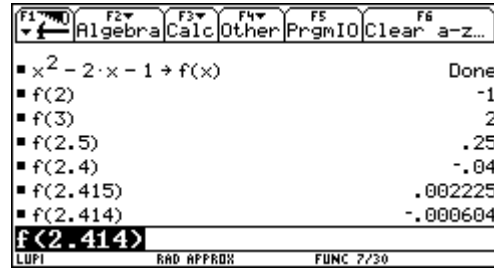 F1 F2 F3 F4 F5 F6
Algebra Calc Other PrgmIO Clear a-z…
x² - 2·x - 1 → f(x) Done
f(2) -1
f(3) 2
f(2.5) .25
f(2.4) -.04
f(2.415) .002225
f(2.414) -.000604
f(2.414)
LUPI RAD APPROX FUNC 7/30